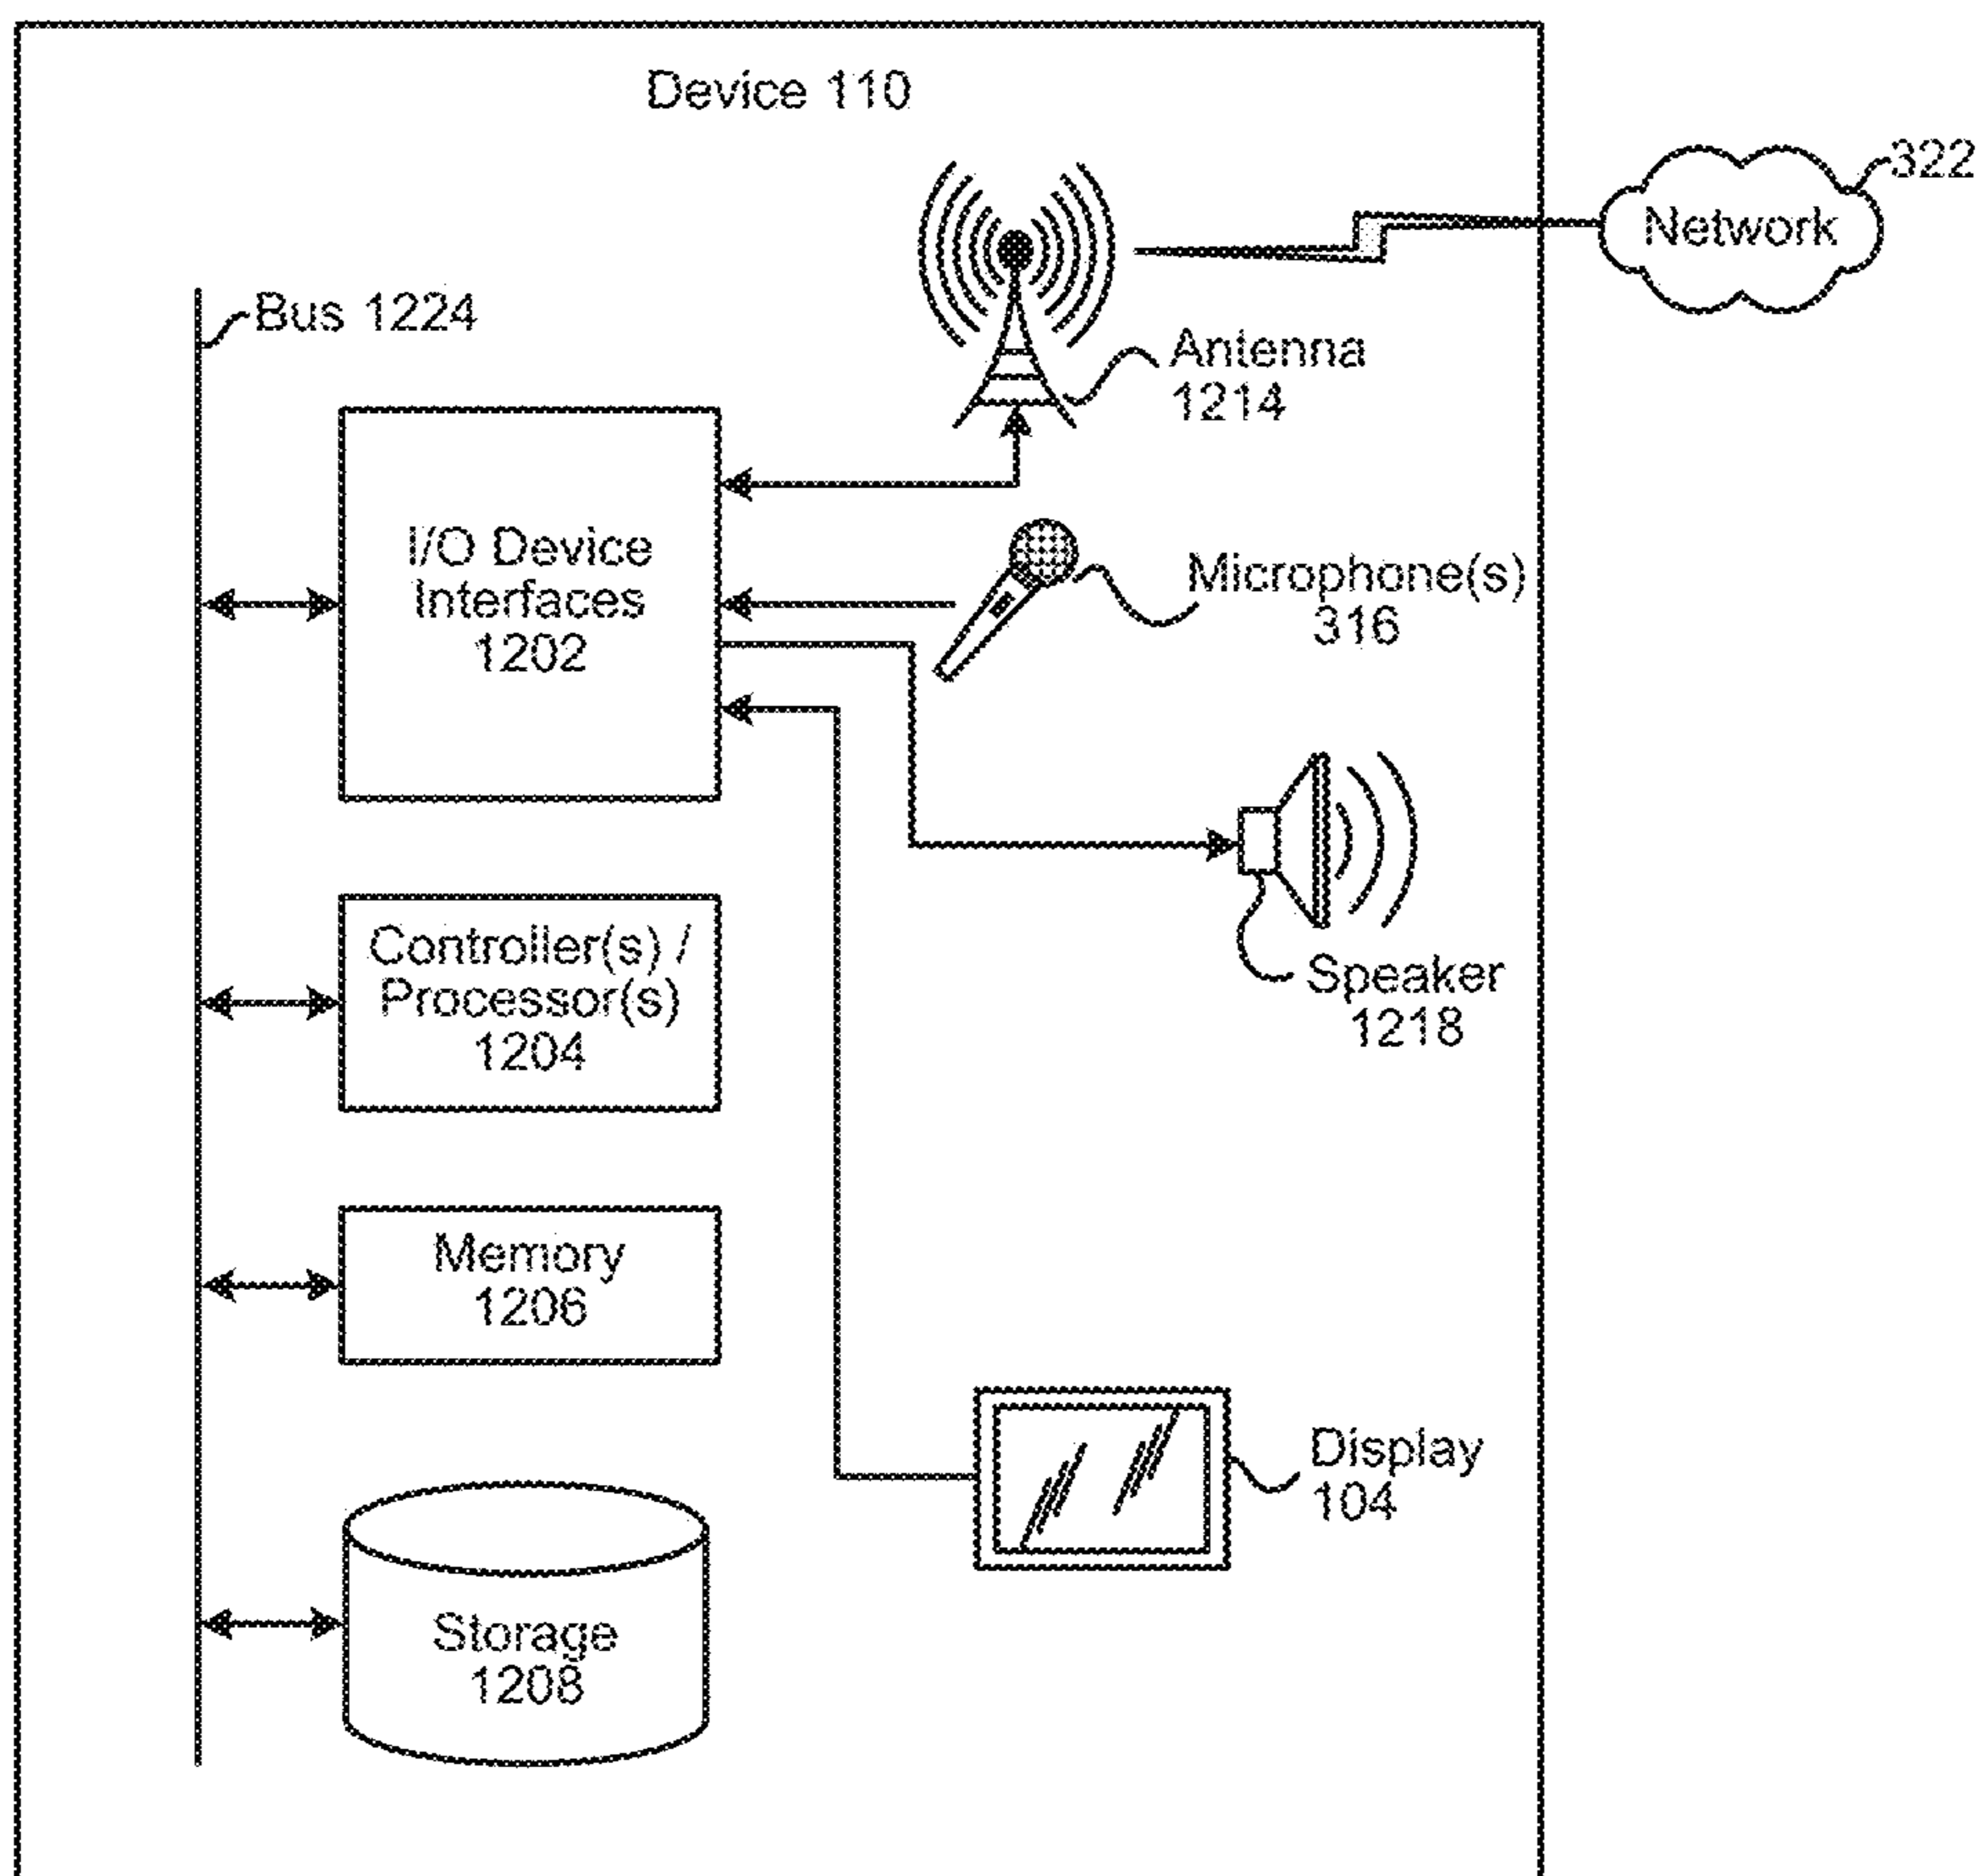 Device 110
322
Network
Bus 1224
Antenna
1214
I/O Device
Interfaces
1202
Microphone(s)
316
Controller(s) /
Processor(s)
1204
Speaker
1218
Memory
1206
Display
104
Storage
1208